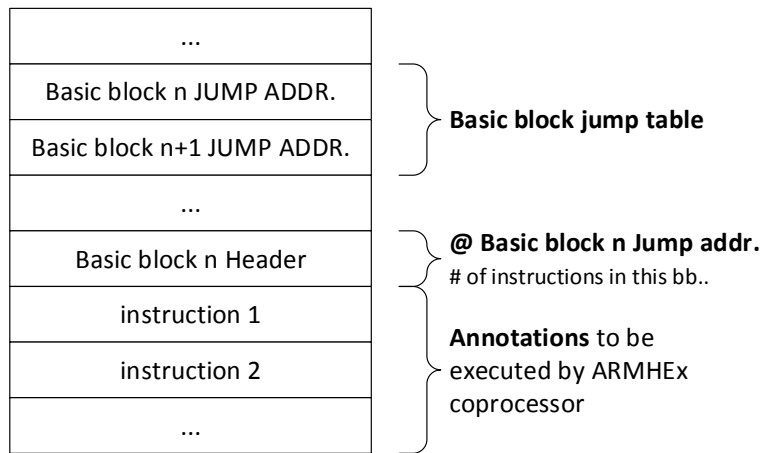 ...
Basic block n JUMP ADDR.
Basic block n+1 JUMP ADDR.
Basic block jump table
...
Basic block n Header
@ Basic block n Jump addr.
# of instructions in this bb..
instruction 1
instruction 2
...
Annotations to be
executed by ARMHEx
coprocessor